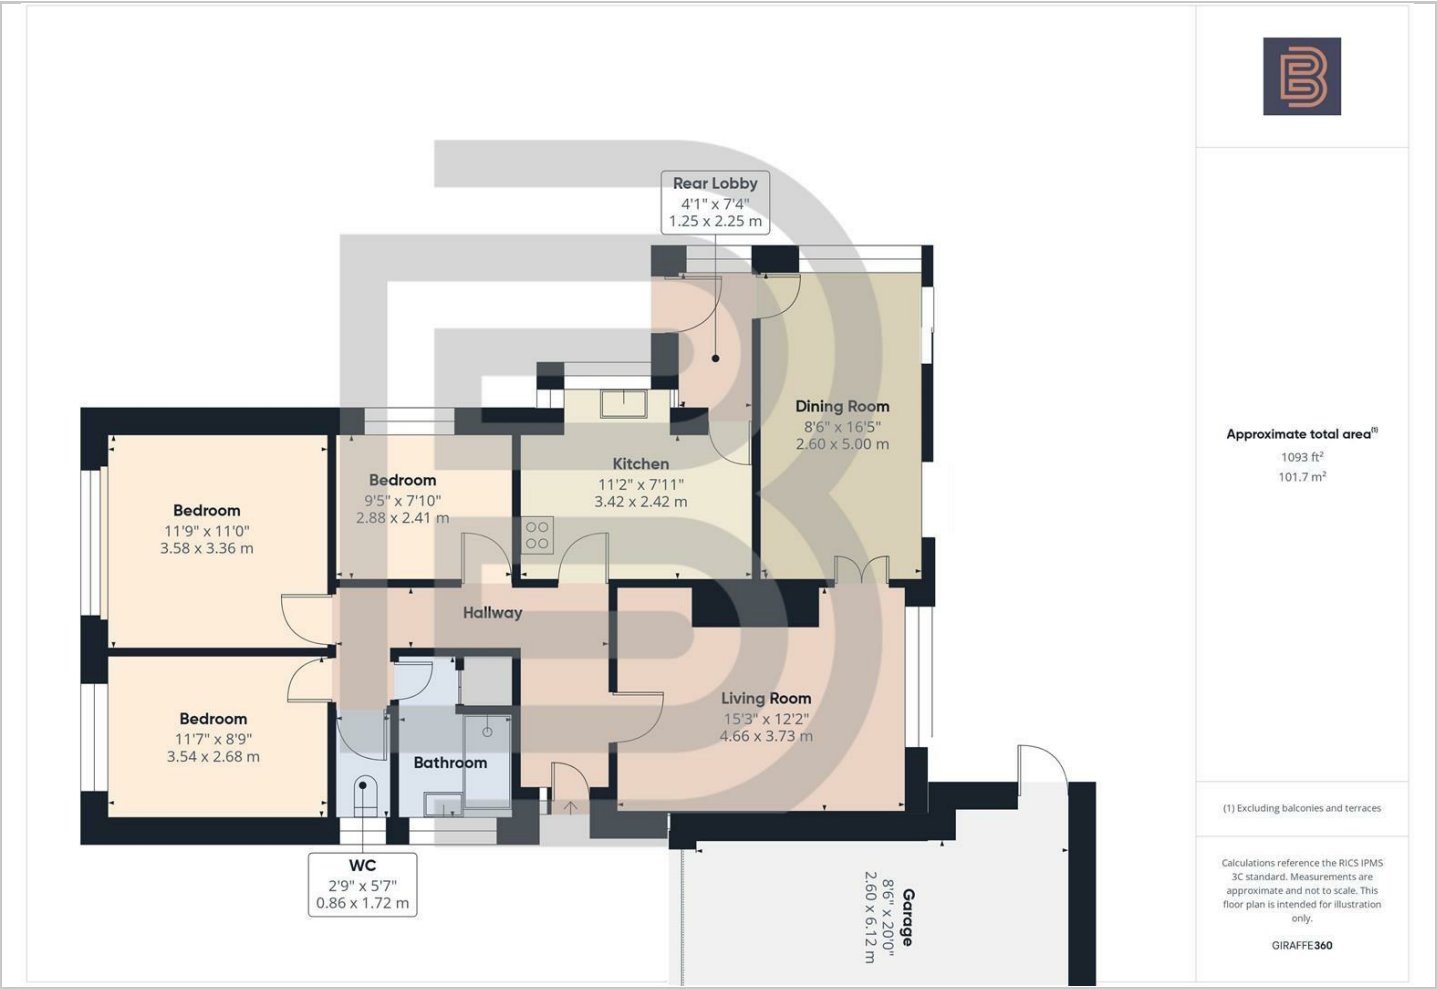 Rear Lobby
4'1" x 7'4"
1.25 x 2.25 m
Dining Room
8'6" x 16'5"
2.60 x 5.00 m
Kitchen
11'2" x 7'11"
3.42 x 2.42 m
Bedroom
9'5" x 7'10"
2.88 x 2.41 m
Bedroom
11'9" x 11'0"
3.58 x 3.36 m
Hallway
Living Room
15'3" x 12'2"
4.66 x 3.73 m
Bedroom
11'7" x 8'9"
3.54 x 2.68 m
Bathroom
WC
2'9" x 5'7"
0.86 x 1.72 m
Garage
8'6" x 20'0"
2.60 x 6.12 m
B
Approximate total area⁽¹⁾
1093 ft²
101.7 m²
(1) Excluding balconies and terraces
Calculations reference the RICS IPMS
3C standard. Measurements are
approximate and not to scale. This
floor plan is intended for illustration
only.
GIRAFFE360